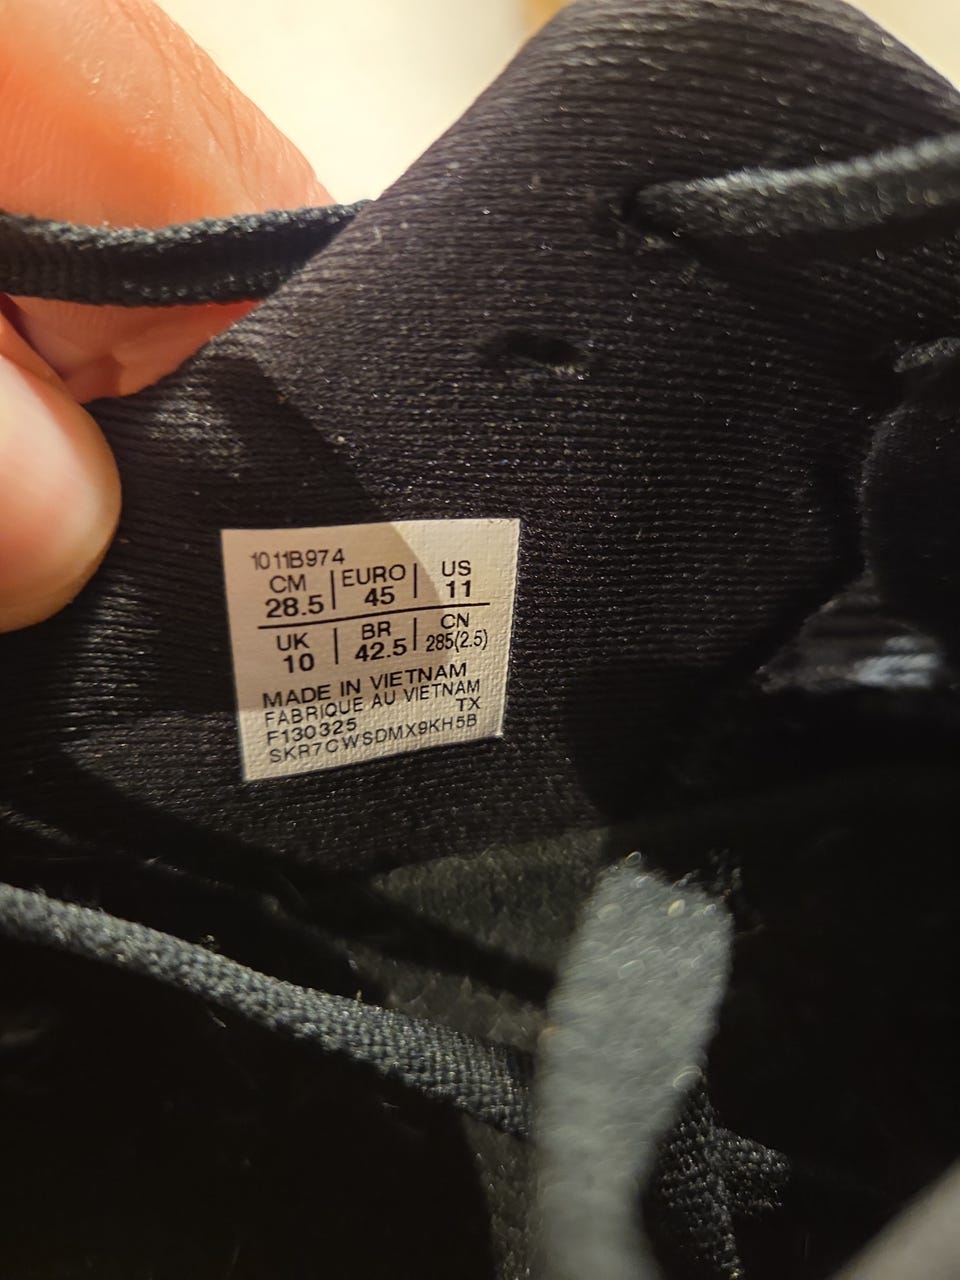 1011B974
CM | EURO | US
28.5 | 45 | 11
UK | BR | CN
10 | 42.5 | 285(2.5)
MADE IN VIETNAM
FABRIQUE AU VIETNAM
F130325 TX
SKR7CWSDMX9KH5B